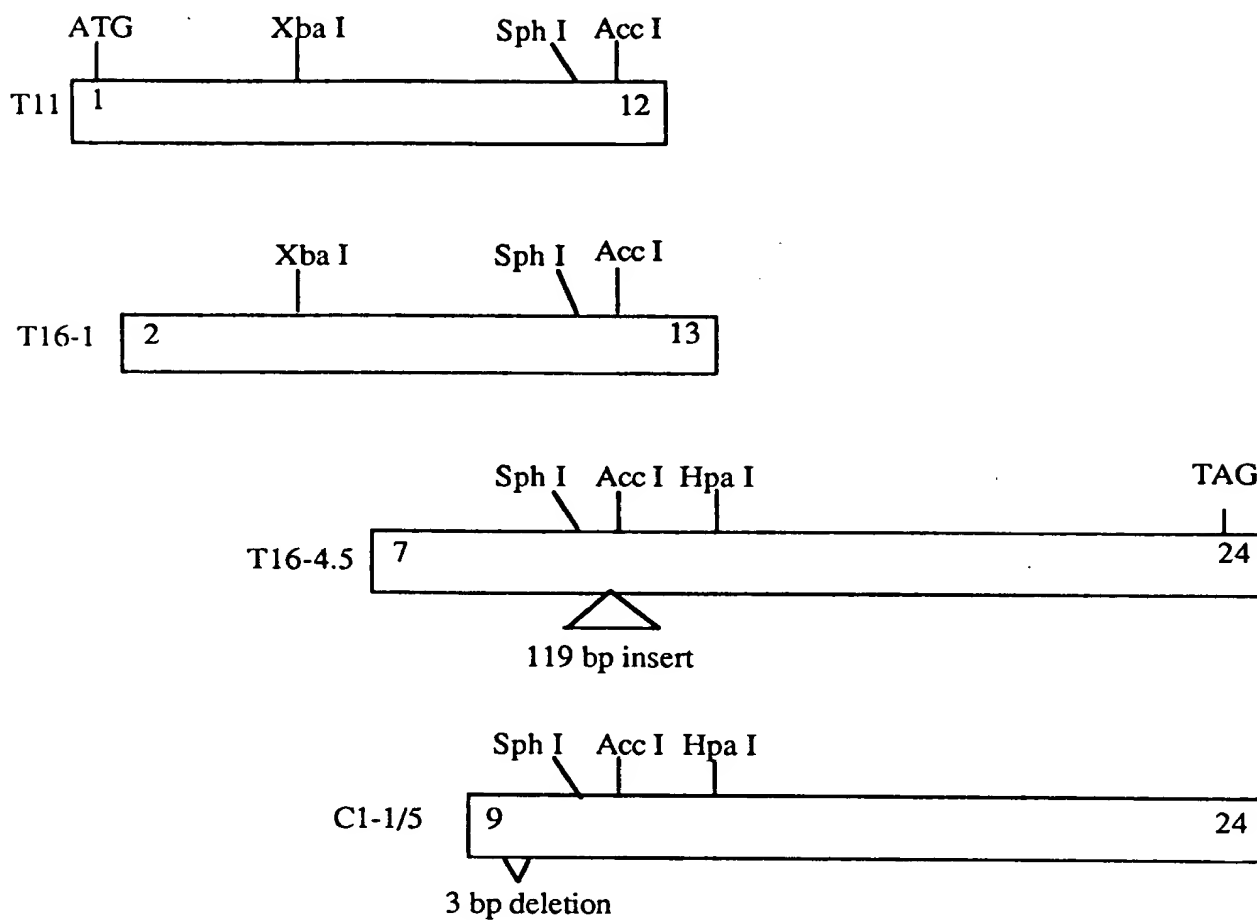 ATG Xba I Sph I Acc I
T11 1 12
Xba I Sph I Acc I
T16-1 2 13
Sph I Acc I Hpa I TAG
T16-4.5 7 24
119 bp insert
Sph I Acc I Hpa I
C1-1/5 9 24
3 bp deletion